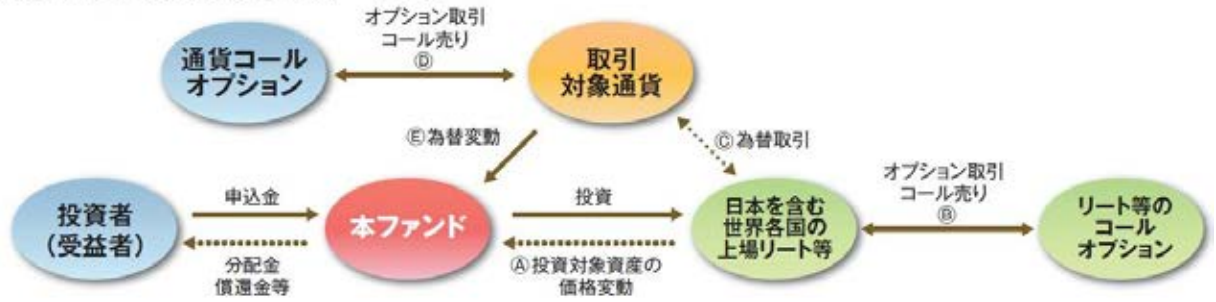 オプション取引
コール売り
Ⓓ
通貨コール
オプション
取引
対象通貨
Ⓔ為替変動
Ⓒ為替取引
オプション取引
コール売り
Ⓑ
投資者
(受益者)
申込金
分配金
償還金等
本ファンド
投資
Ⓐ投資対象資産の
価格変動
日本を含む
世界各国の
上場リート等
リート等の
コール
オプション